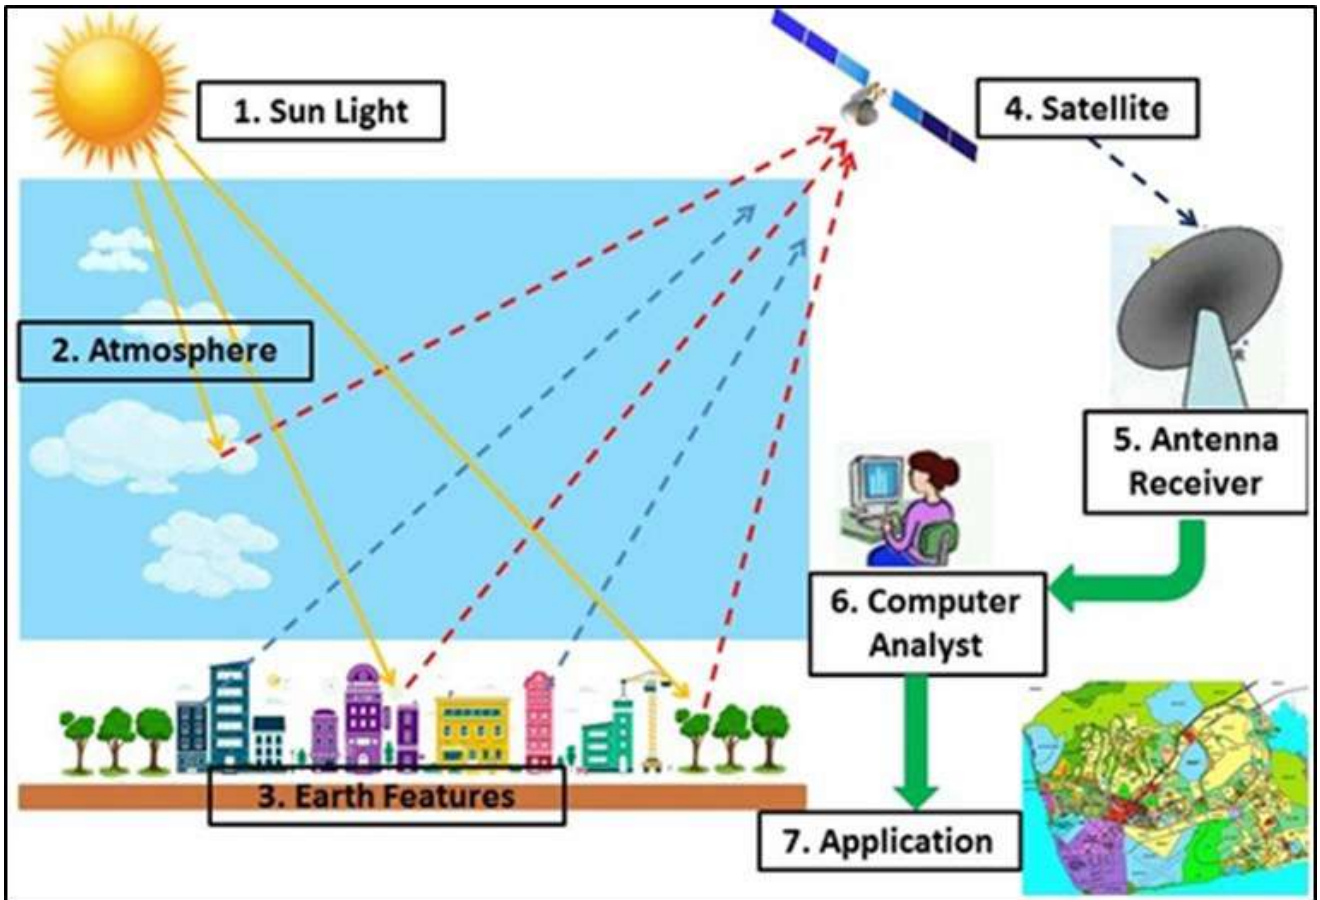 1. Sun Light
4. Satellite
2. Atmosphere
5. Antenna
Receiver
6. Computer
Analyst
3. Earth Features
7. Application